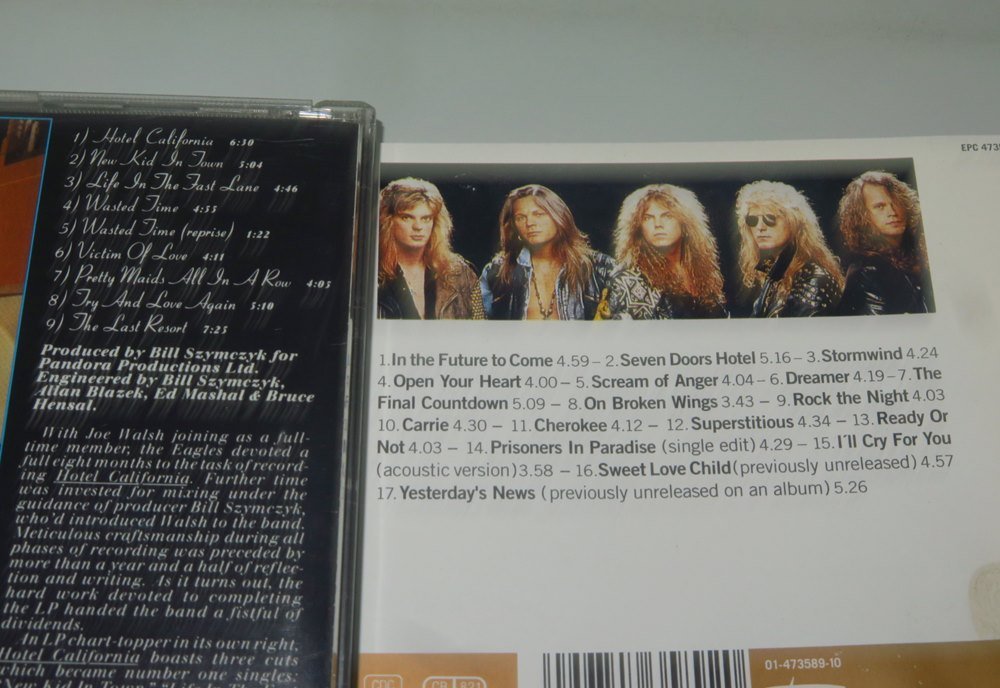 1) Hotel California 6:30
2) New Kid In Town 5:04
3) Life In The Fast Lane 4:46
4) Wasted Time 4:55
5) Wasted Time (reprise) 1:22
6) Victim Of Love 4:11
7) Pretty Maids All In A Row 4:05
8) Try And Love Again 5:10
9) The Last Resort 7:25
Produced by Bill Szymczyk for
Pandora Productions Ltd.
Engineered by Bill Szymczyk,
Allan Blazek, Ed Mashal & Bruce
Hensal.
With Joe Walsh joining as a full-
time member, the Eagles devoted a
full eight months to the task of record-
ing Hotel California. Further time
was invested for mixing under the
guidance of producer Bill Szymczyk,
who'd introduced Walsh to the band.
Meticulous craftsmanship during all
phases of recording was preceded by
more than a year and a half of reflec-
tion and writing. As it turns out, the
hard work devoted to completing
the LP handed the band a fistful of
dividends.
An LP chart-topper in its own right,
Hotel California boasts three cuts
which became number one singles:
"New Kid In Town," "Life In The
EPC 473
1. In the Future to Come 4.59 – 2. Seven Doors Hotel 5.16 – 3. Stormwind 4.24
4. Open Your Heart 4.00 – 5. Scream of Anger 4.04 – 6. Dreamer 4.19 – 7. The
Final Countdown 5.09 – 8. On Broken Wings 3.43 – 9. Rock the Night 4.03
10. Carrie 4.30 – 11. Cherokee 4.12 – 12. Superstitious 4.34 – 13. Ready Or
Not 4.03 – 14. Prisoners In Paradise (single edit) 4.29 – 15. I'll Cry For You
(acoustic version) 3.58 – 16. Sweet Love Child (previously unreleased) 4.57
17. Yesterday's News (previously unreleased on an album) 5.26
01-473589-10
CB 821